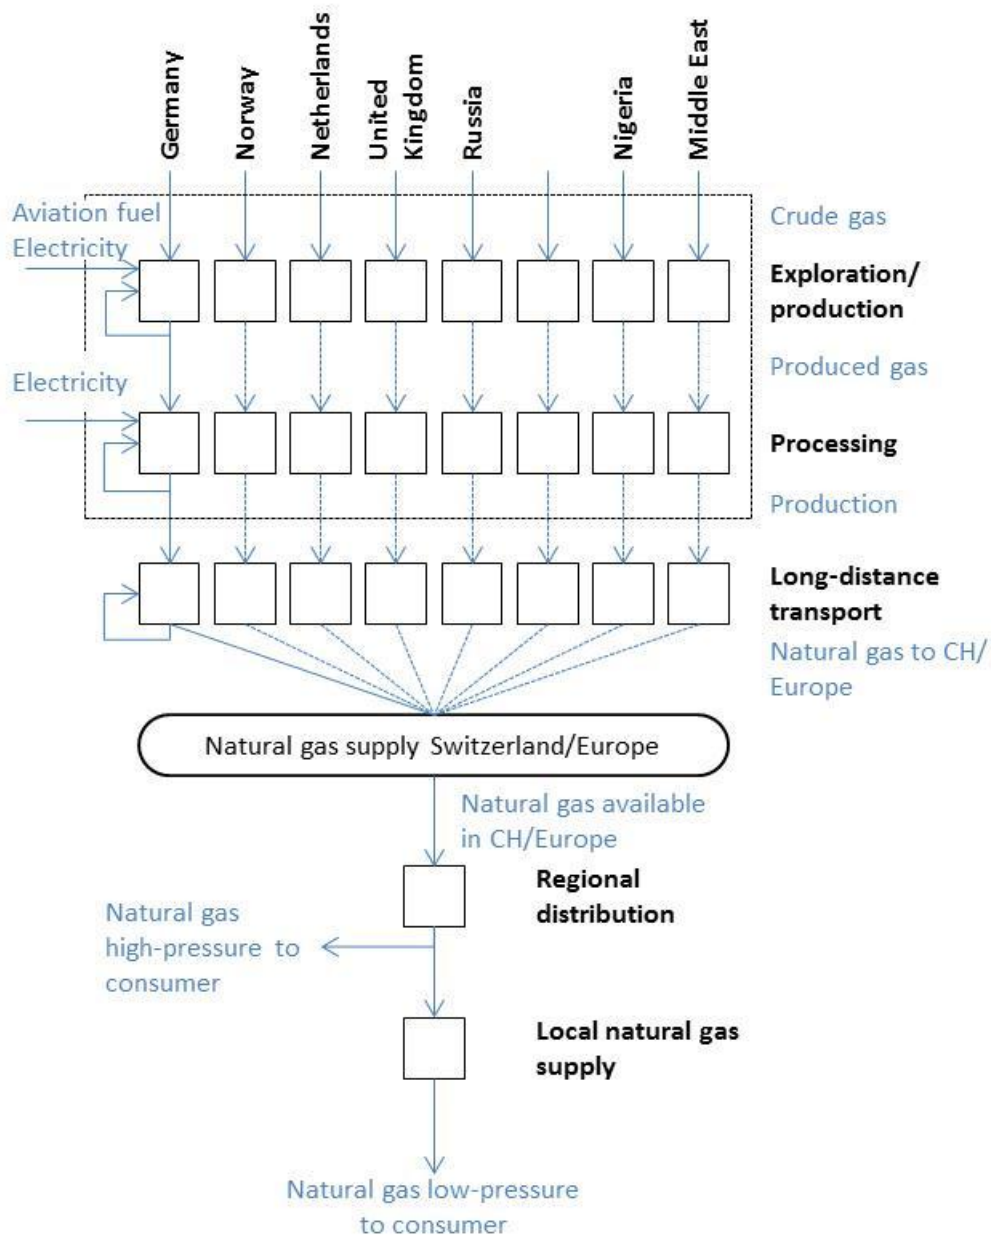 Germany
Norway
Netherlands
United
Kingdom
Russia
Nigeria
Middle East
Aviation fuel
Electricity
Crude gas
Exploration/
production
Electricity
Produced gas
Processing
Production
Long-distance
transport
Natural gas to CH/
Europe
Natural gas supply Switzerland/Europe
Natural gas available
in CH/Europe
Regional
distribution
Natural gas
high-pressure to
consumer
Local natural gas
supply
Natural gas low-pressure
to consumer